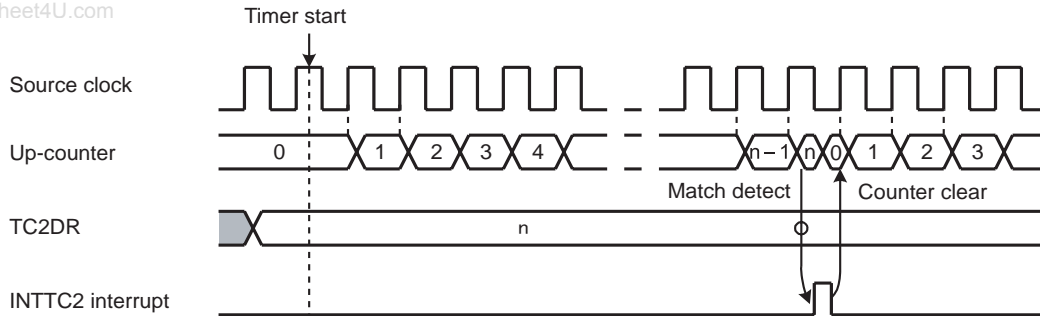 heet4U.com
Timer start
Source clock
Up-counter
0 1 2 3 4 n–1 n 0 1 2 3
Match detect Counter clear
TC2DR
n
INTTC2 interrupt